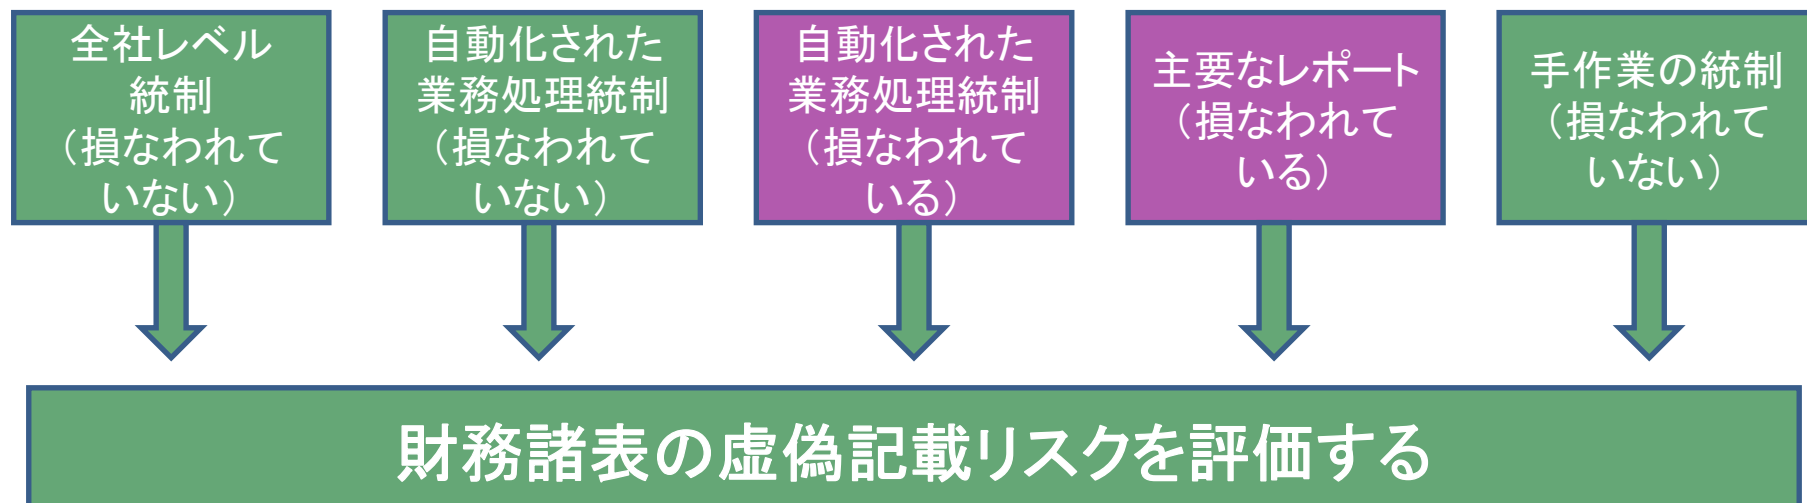 全社レベル
統制
（損なわれて
いない）
自動化された
業務処理統制
（損なわれて
いない）
自動化された
業務処理統制
（損なわれて
いる）
主要なレポート
（損なわれて
いる）
手作業の統制
（損なわれて
いない）
財務諸表の虚偽記載リスクを評価する